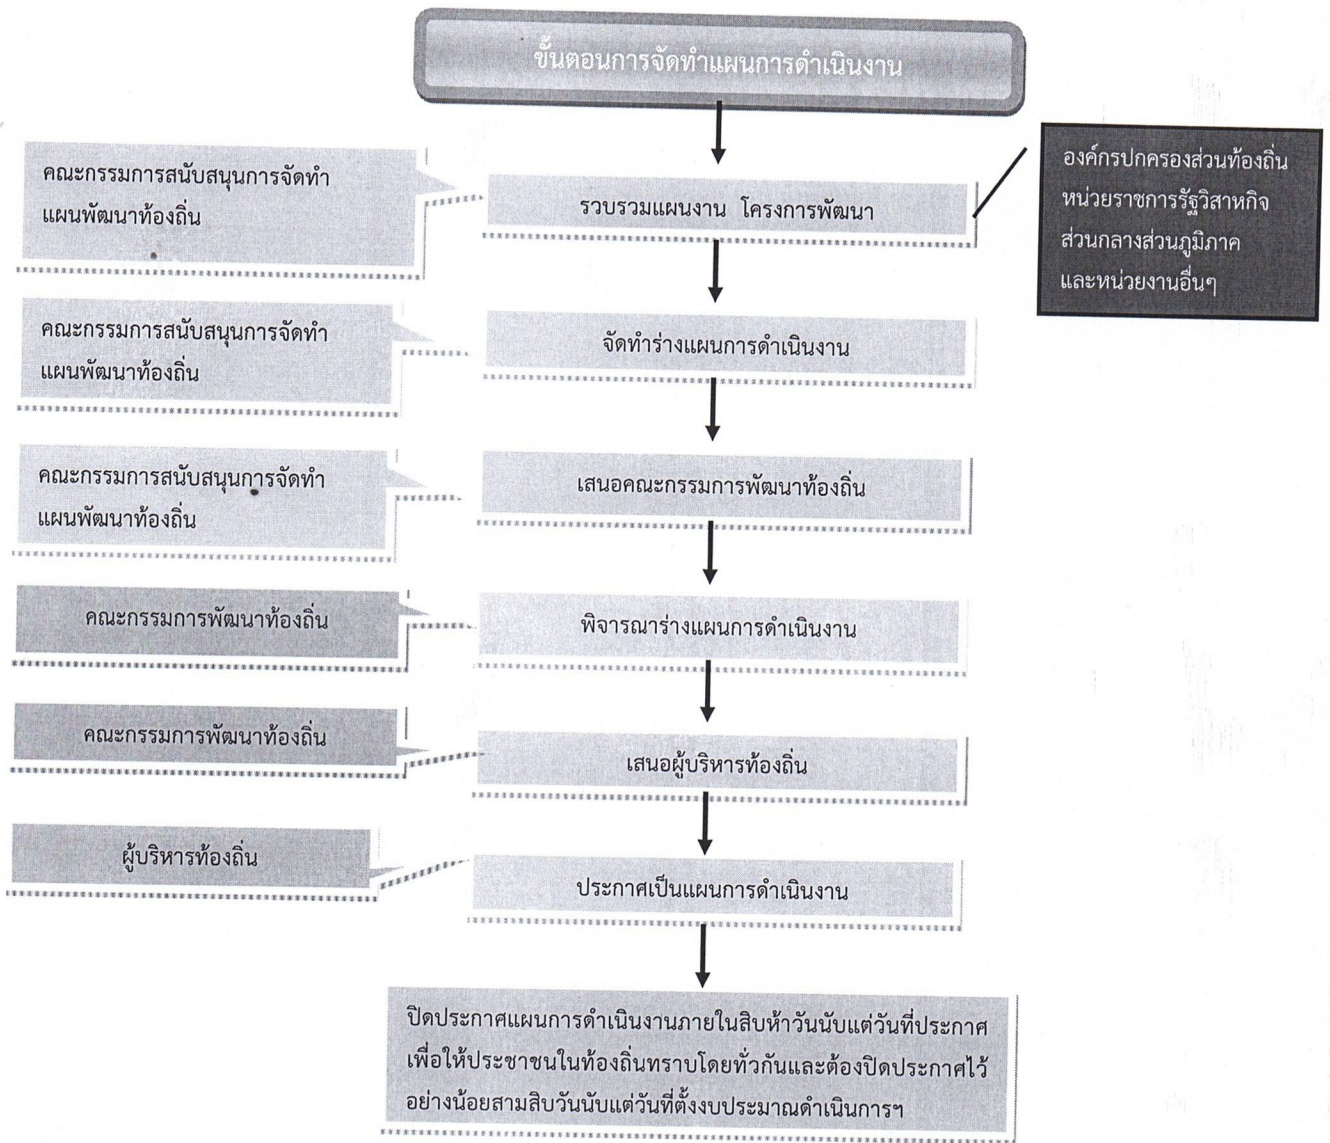 ขั้นตอนการจัดทำแผนการดำเนินงาน
คณะกรรมการสนับสนุนการจัดทำ
แผนพัฒนาท้องถิ่น
รวบรวมแผนงาน โครงการพัฒนา
องค์กรปกครองส่วนท้องถิ่น
หน่วยราชการรัฐวิสาหกิจ
ส่วนกลางส่วนภูมิภาค
และหน่วยงานอื่นๆ
คณะกรรมการสนับสนุนการจัดทำ
แผนพัฒนาท้องถิ่น
จัดทำร่างแผนการดำเนินงาน
คณะกรรมการสนับสนุนการจัดทำ
แผนพัฒนาท้องถิ่น
เสนอคณะกรรมการพัฒนาท้องถิ่น
คณะกรรมการพัฒนาท้องถิ่น
พิจารณาร่างแผนการดำเนินงาน
คณะกรรมการพัฒนาท้องถิ่น
เสนอผู้บริหารท้องถิ่น
ผู้บริหารท้องถิ่น
ประกาศเป็นแผนการดำเนินงาน
ปิดประกาศแผนการดำเนินงานภายในสิบห้าวันนับแต่วันที่ประกาศ
เพื่อให้ประชาชนในท้องถิ่นทราบโดยทั่วกันและต้องปิดประกาศไว้
อย่างน้อยสามสิบวันนับแต่วันที่ตั้งงบประมาณดำเนินการฯ